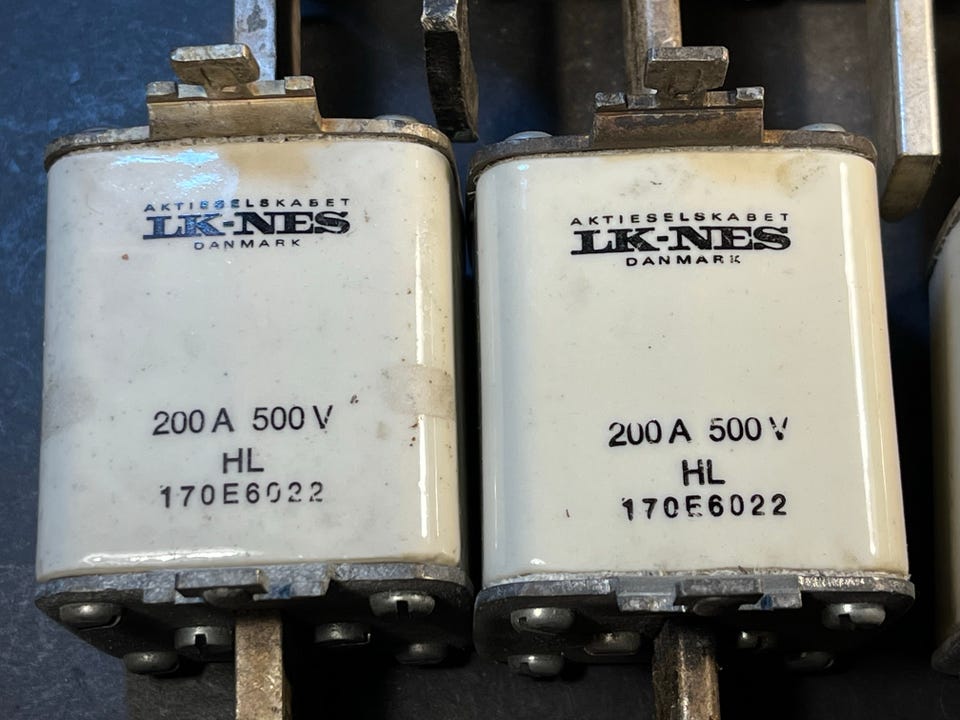 AKTIESELSKABET
LK-NES
DANMARK
200 A 500 V
HL
170E6022
AKTIESELSKABET
LK-NES
DANMARK
200 A 500 V
HL
170E6022